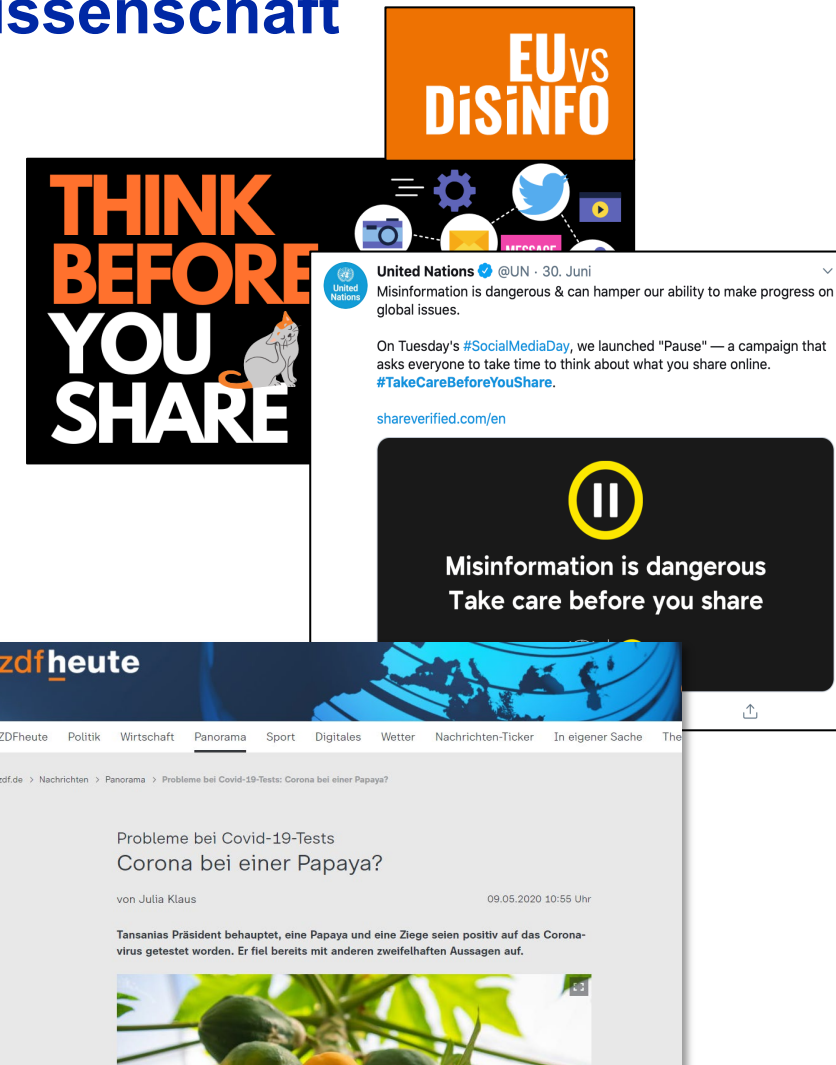 issenschaft
EUVS
DiSiNFO
THINK
BEFORE
YOU
SHARE
MESSAGE
United Nations @UN · 30. Juni
United
Nations
Misinformation is dangerous & can hamper our ability to make progress on
global issues.
On Tuesday's #SocialMediaDay, we launched "Pause" — a campaign that
asks everyone to take time to think about what you share online.
#TakeCareBeforeYouShare.
shareverified.com/en
Misinformation is dangerous
Take care before you share
zdfheute
ZDFheute Politik Wirtschaft Panorama Sport Digitales Wetter Nachrichten-Ticker In eigener Sache The
zdf.de > Nachrichten > Panorama > Probleme bei Covid-19-Tests: Corona bei einer Papaya?
Probleme bei Covid-19-Tests
Corona bei einer Papaya?
von Julia Klaus 09.05.2020 10:55 Uhr
Tansanias Präsident behauptet, eine Papaya und eine Ziege seien positiv auf das Corona-
virus getestet worden. Er fiel bereits mit anderen zweifelhaften Aussagen auf.